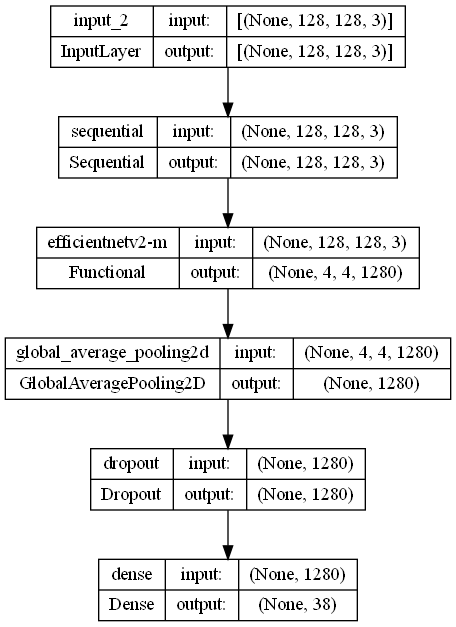 input_2 input: [(None, 128, 128, 3)]
InputLayer output: [(None, 128, 128, 3)]
sequential input: (None, 128, 128, 3)
Sequential output: (None, 128, 128, 3)
efficientnetv2-m input: (None, 128, 128, 3)
Functional output: (None, 4, 4, 1280)
global_average_pooling2d input: (None, 4, 4, 1280)
GlobalAveragePooling2D output: (None, 1280)
dropout input: (None, 1280)
Dropout output: (None, 1280)
dense input: (None, 1280)
Dense output: (None, 38)